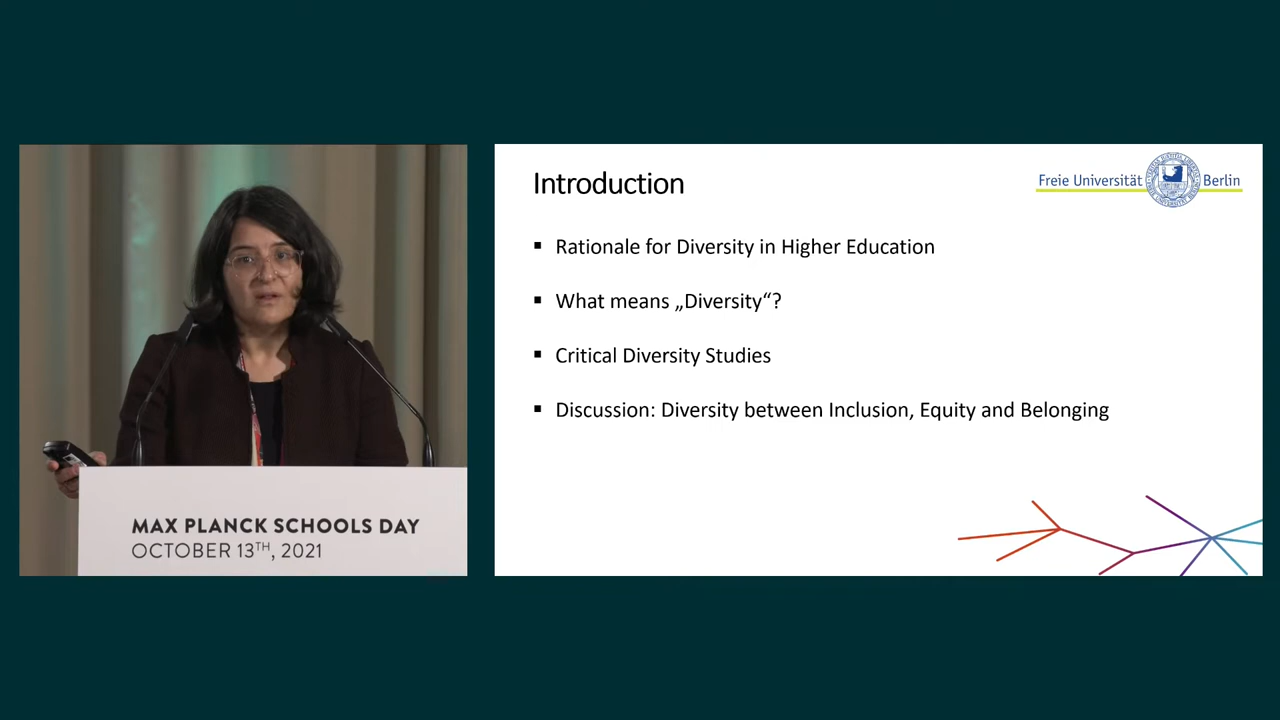 MAX PLANCK SCHOOLS DAY
OCTOBER 13TH, 2021
Introduction
Freie Universität Berlin
▪ Rationale for Diversity in Higher Education
▪ What means „Diversity“?
▪ Critical Diversity Studies
▪ Discussion: Diversity between Inclusion, Equity and Belonging